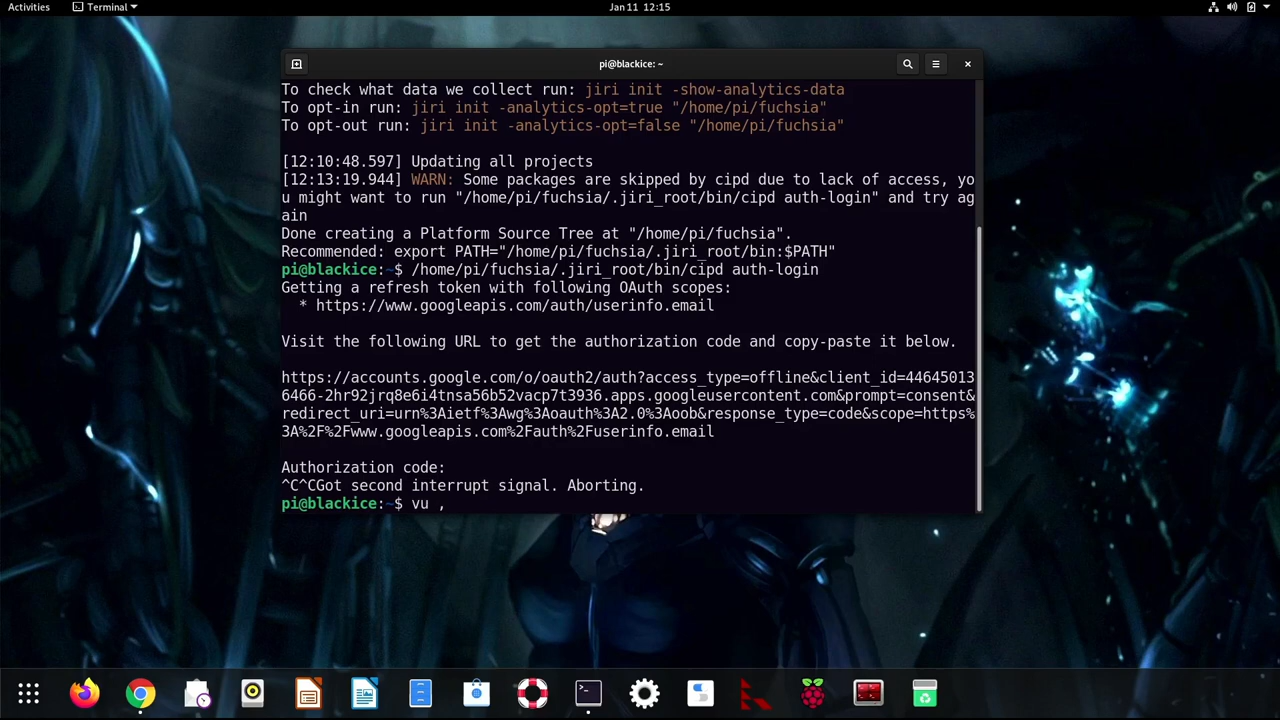 Activities Terminal Jan 11 12:15
pi@blackice: ~
To check what data we collect run: jiri init -show-analytics-data
To opt-in run: jiri init -analytics-opt=true "/home/pi/fuchsia"
To opt-out run: jiri init -analytics-opt=false "/home/pi/fuchsia"
[12:10:48.597] Updating all projects
[12:13:19.944] WARN: Some packages are skipped by cipd due to lack of access, yo
u might want to run "/home/pi/fuchsia/.jiri_root/bin/cipd auth-login" and try ag
ain
Done creating a Platform Source Tree at "/home/pi/fuchsia".
Recommended: export PATH="/home/pi/fuchsia/.jiri_root/bin:$PATH"
pi@blackice:~$ /home/pi/fuchsia/.jiri_root/bin/cipd auth-login
Getting a refresh token with following OAuth scopes:
  * https://www.googleapis.com/auth/userinfo.email
Visit the following URL to get the authorization code and copy-paste it below.
https://accounts.google.com/o/oauth2/auth?access_type=offline&client_id=44645013
6466-2hr92jrq8e6i4tnsa56b52vacp7t3936.apps.googleusercontent.com&prompt=consent&
redirect_uri=urn%3Aietf%3Awg%3Aoauth%3A2.0%3Aoob&response_type=code&scope=https%
3A%2F%2Fwww.googleapis.com%2Fauth%2Fuserinfo.email
Authorization code:
^C^CGot second interrupt signal. Aborting.
pi@blackice:~$ vu ,